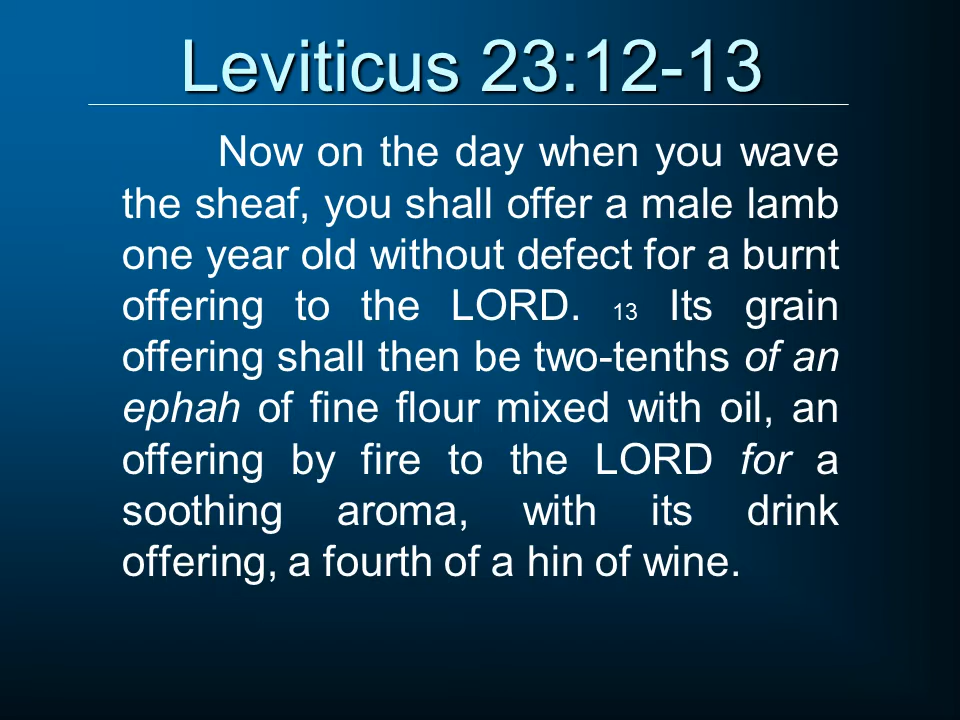 Leviticus 23:12-13
Now on the day when you wave
the sheaf, you shall offer a male lamb
one year old without defect for a burnt
offering to the LORD. 13 Its grain
offering shall then be two-tenths of an
ephah of fine flour mixed with oil, an
offering by fire to the LORD for a
soothing aroma, with its drink
offering, a fourth of a hin of wine.